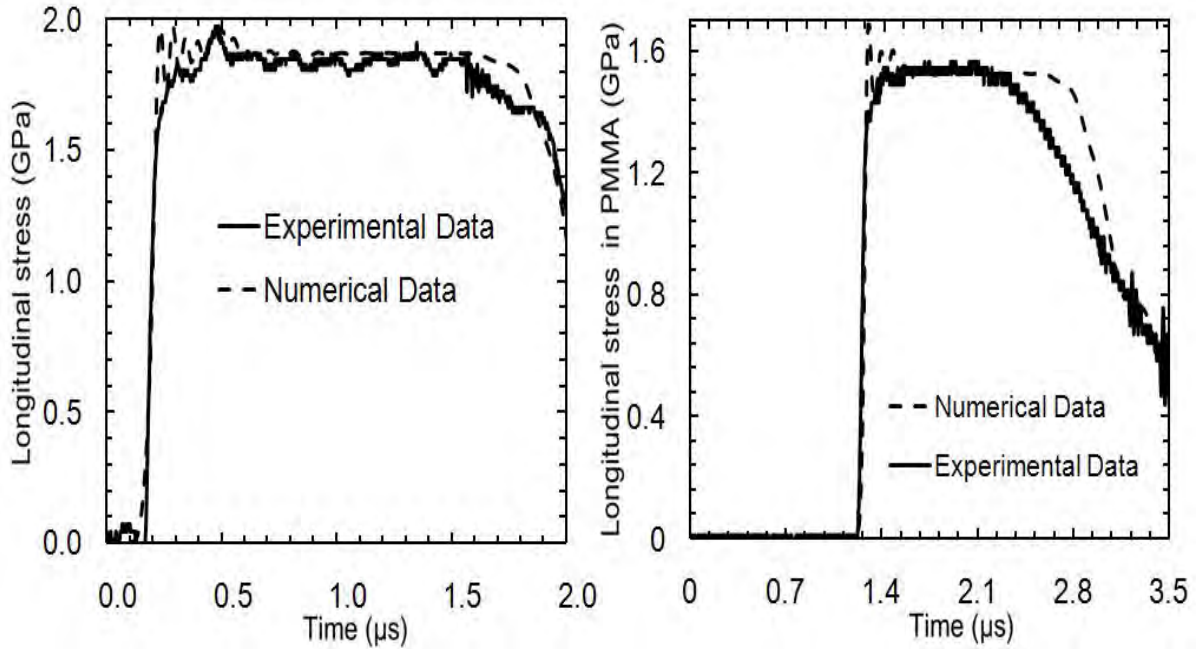 2.0
1.5
1.0
0.5
0.0
Longitudinal stress (GPa)
Experimental Data
Numerical Data
0.0 0.5 1.0 1.5 2.0
Time (µs)
1.6
1.2
0.8
0.4
0
Longitudinal stress in PMMA (GPa)
Numerical Data
Experimental Data
0 0.7 1.4 2.1 2.8 3.5
Time (µs)